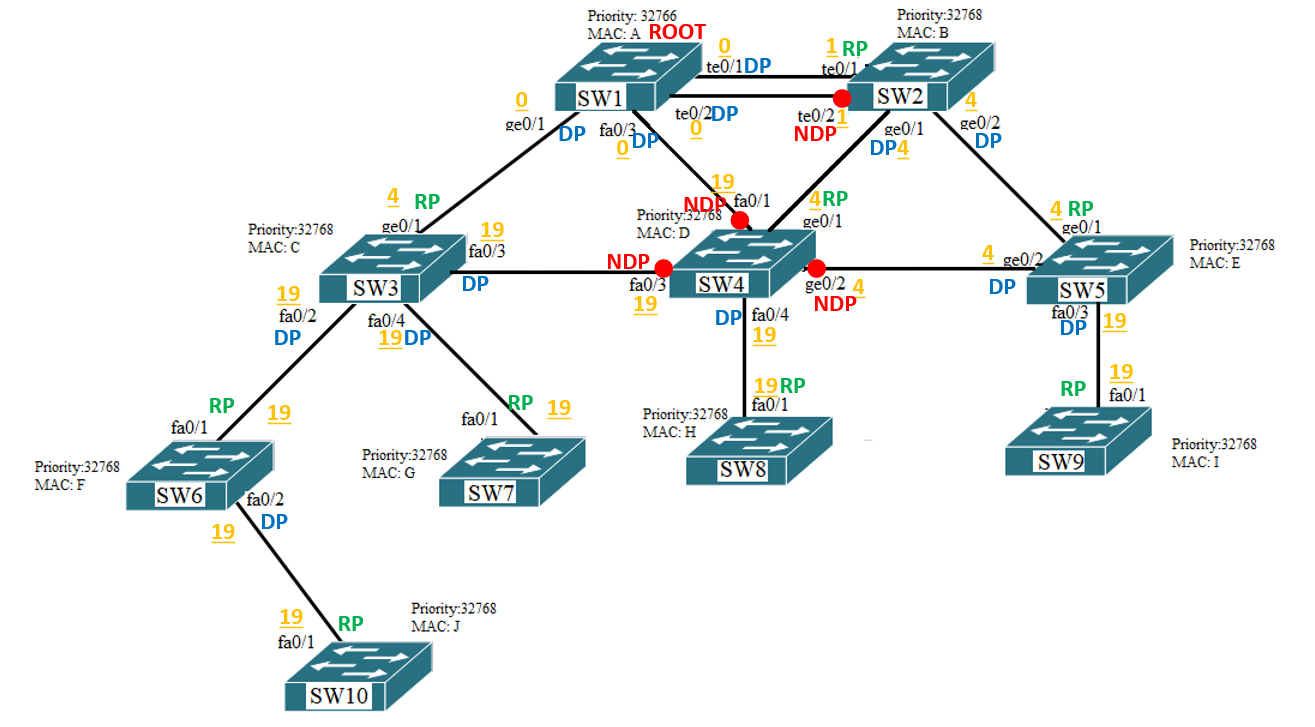 Priority: 32766
MAC: A ROOT
Priority:32768
MAC: B
0
te0/1 DP
1 RP
te0/1
SW1
SW2
0
ge0/1
DP
fa0/3
DP
0
te0/2 DP
0
te0/2
1
NDP
ge0/1
DP 4
4
ge0/2
DP
4 RP
ge0/1
Priority:32768
MAC: C
19
fa0/3
NDP
19
fa0/1
Priority:32768
MAC: D
4 RP
ge0/1
4 RP
ge0/1
Priority:32768
MAC: E
SW3
DP
NDP
fa0/3
19
SW4
ge0/2 4
NDP
4 ge0/2
DP
SW5
19
fa0/2
DP
fa0/4
19 DP
DP
fa0/4
19
fa0/3
DP
19
RP
fa0/1
19
RP
fa0/1
19
19 RP
fa0/1
RP
19
fa0/1
Priority:32768
MAC: F
SW6
Priority:32768
MAC: G
SW7
Priority:32768
MAC: H
SW8
SW9
Priority:32768
MAC: I
fa0/2
DP
19
19
fa0/1
RP
Priority:32768
MAC: J
SW10